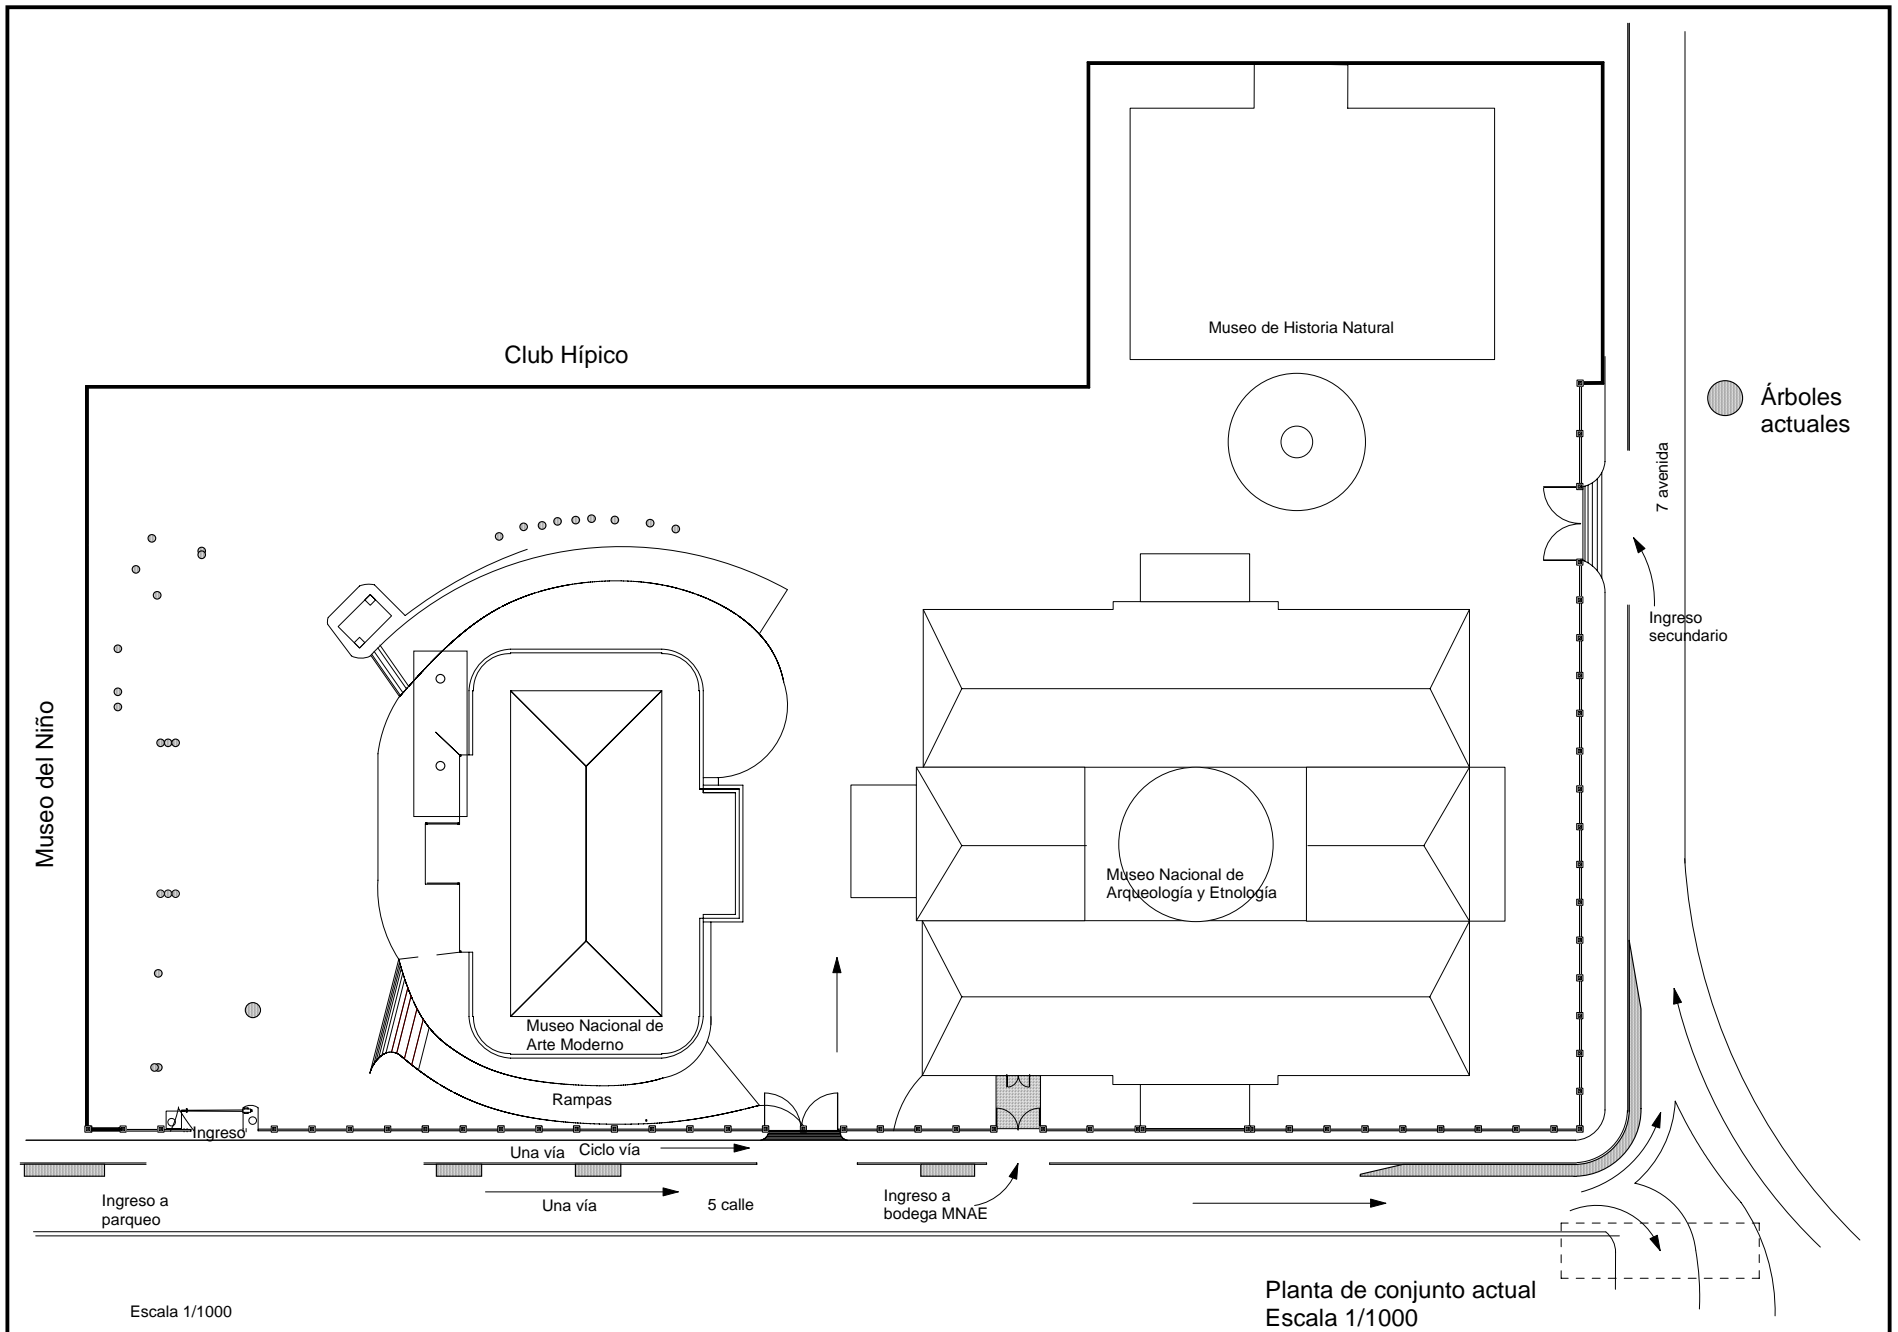 Museo de Historia Natural
Club Hípico
Árboles
actuales
7 avenida
Ingreso
secundario
Museo del Niño
Museo Nacional de
Arqueología y Etnología
Museo Nacional de
Arte Moderno
Rampas
Ingreso
Una vía
Ciclo vía
Ingreso a
parqueo
Una vía
5 calle
Ingreso a
bodega MNAE
Planta de conjunto actual
Escala 1/1000
Escala 1/1000